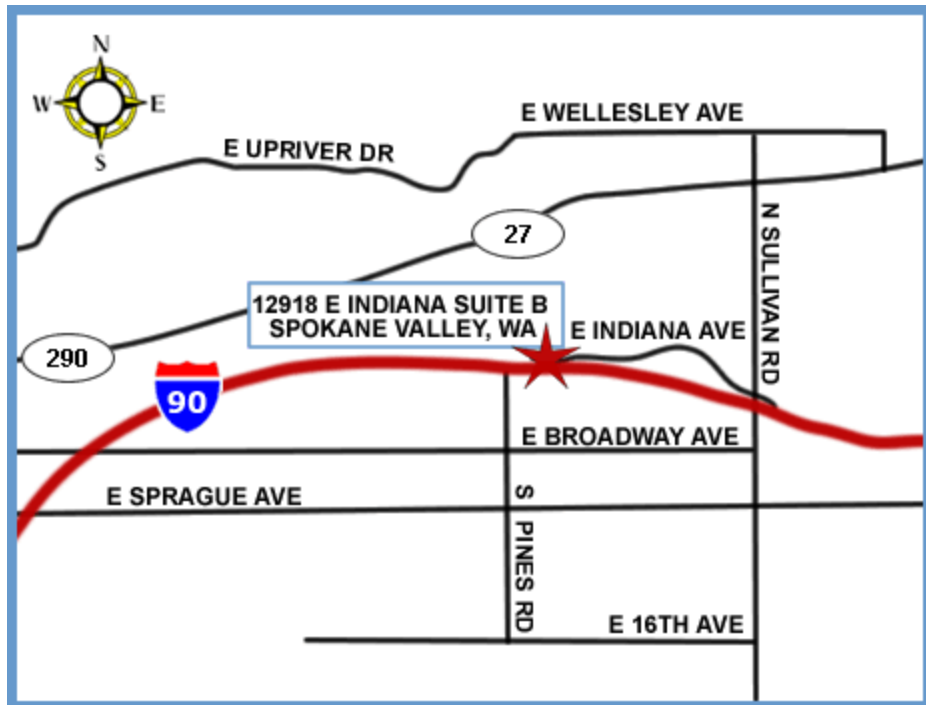 N
W
E
S
E WELLESLEY AVE
E UPRIVER DR
27
N SULLIVAN RD
12918 E INDIANA SUITE B
SPOKANE VALLEY, WA
E INDIANA AVE
290
90
E BROADWAY AVE
E SPRAGUE AVE
S PINES RD
E 16TH AVE